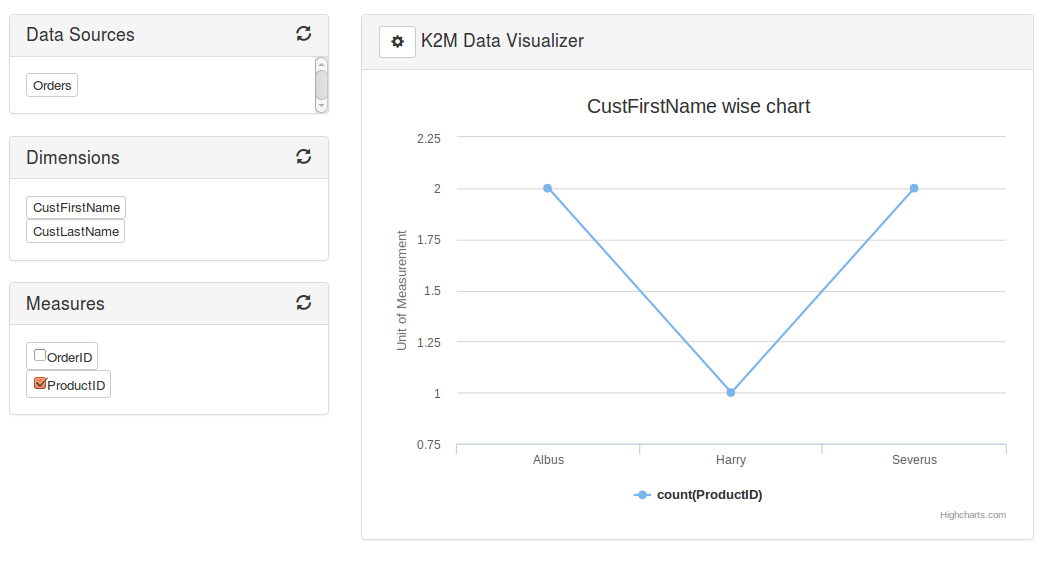 Data Sources
Orders
Dimensions
CustFirstName
CustLastName
Measures
OrderID
ProductID
K2M Data Visualizer
CustFirstName wise chart
Unit of Measurement
2.25
2
1.75
1.5
1.25
1
0.75
Albus Harry Severus
count(ProductID)
Highcharts.com